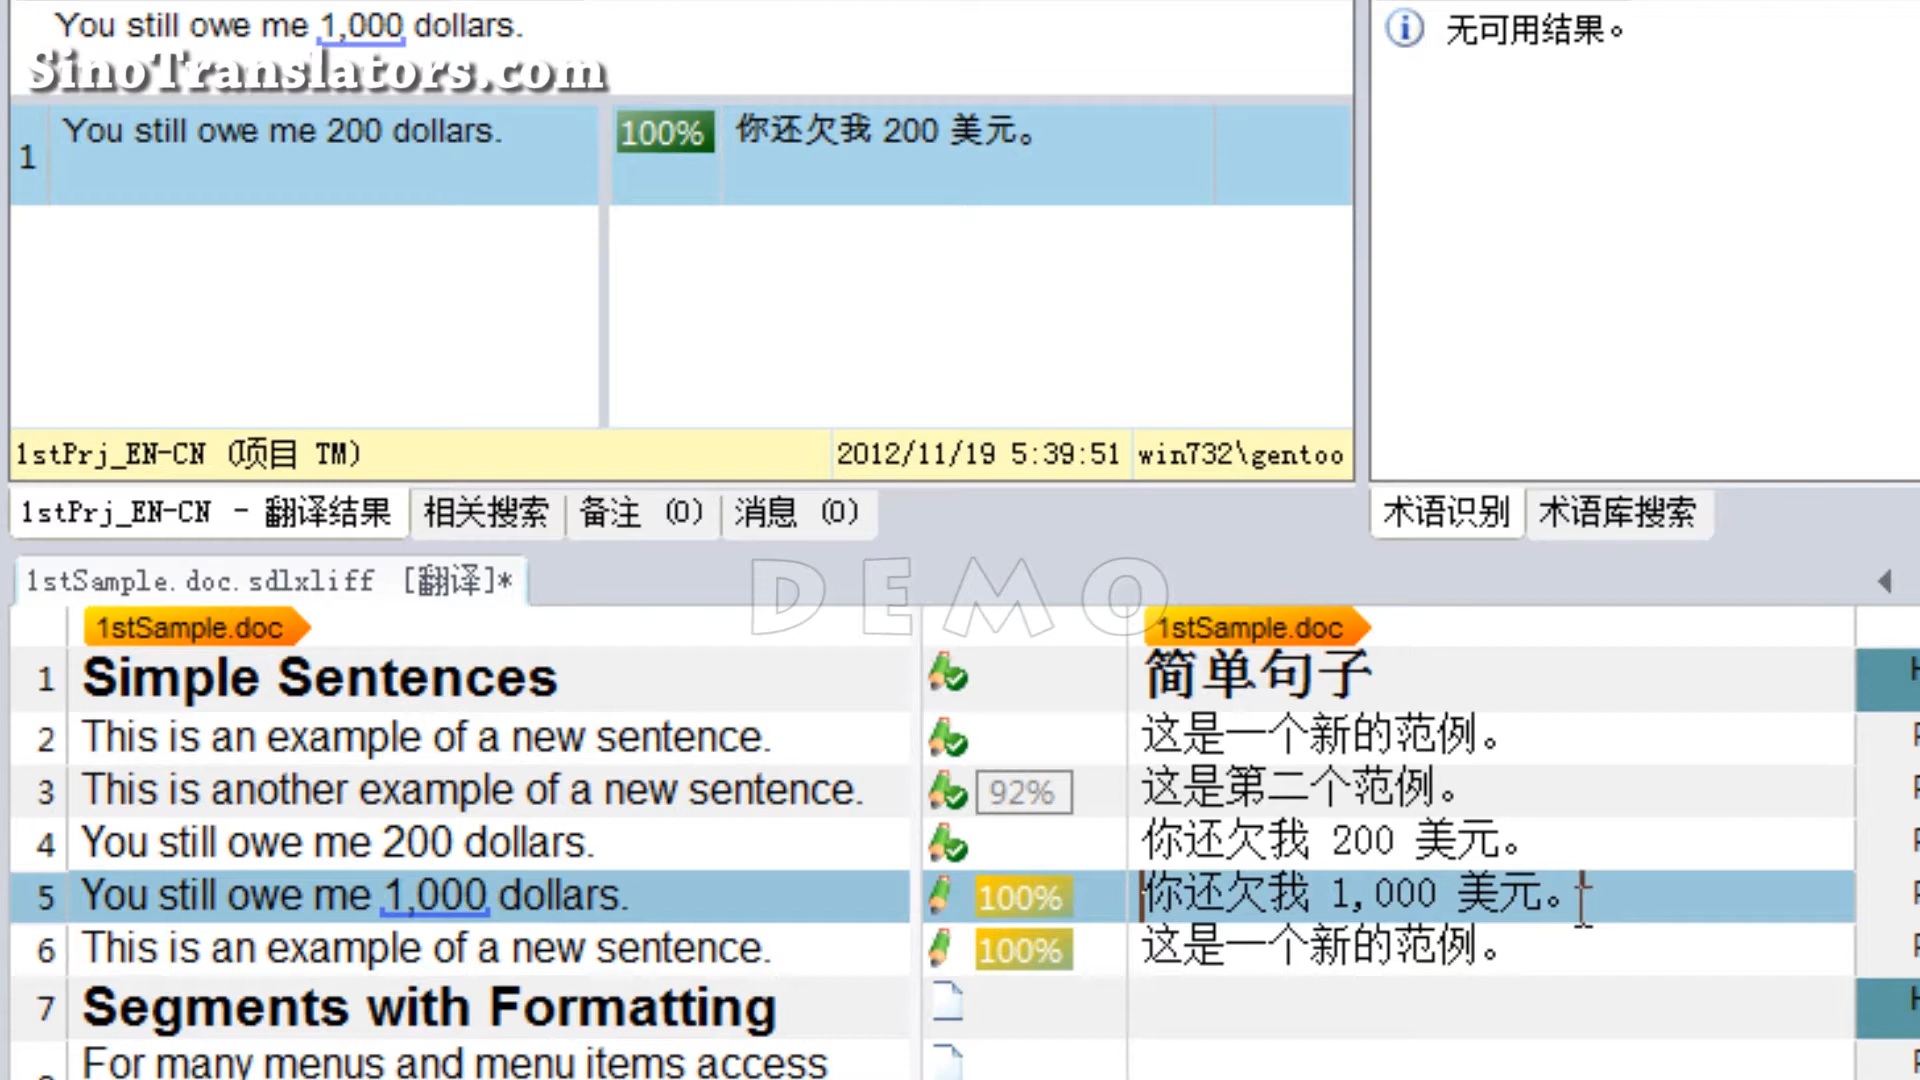 You still owe me 1,000 dollars.
无可用结果。
SinoTranslators.com
1 You still owe me 200 dollars. 100% 你还欠我 200 美元。
1stPrj_EN-CN (项目 TM) 2012/11/19 5:39:51 win732\gentoo
1stPrj_EN-CN - 翻译结果 相关搜索 备注 (0) 消息 (0) 术语识别 术语库搜索
1stSample.doc.sdlxliff [翻译]*
DEMO
1stSample.doc 1stSample.doc
1 Simple Sentences 简单句子 H
2 This is an example of a new sentence. 这是一个新的范例。
3 This is another example of a new sentence. 92% 这是第二个范例。
4 You still owe me 200 dollars. 你还欠我 200 美元。
5 You still owe me 1,000 dollars. 100% 你还欠我 1,000 美元。
6 This is an example of a new sentence. 100% 这是一个新的范例。
7 Segments with Formatting H
For many menus and menu items access